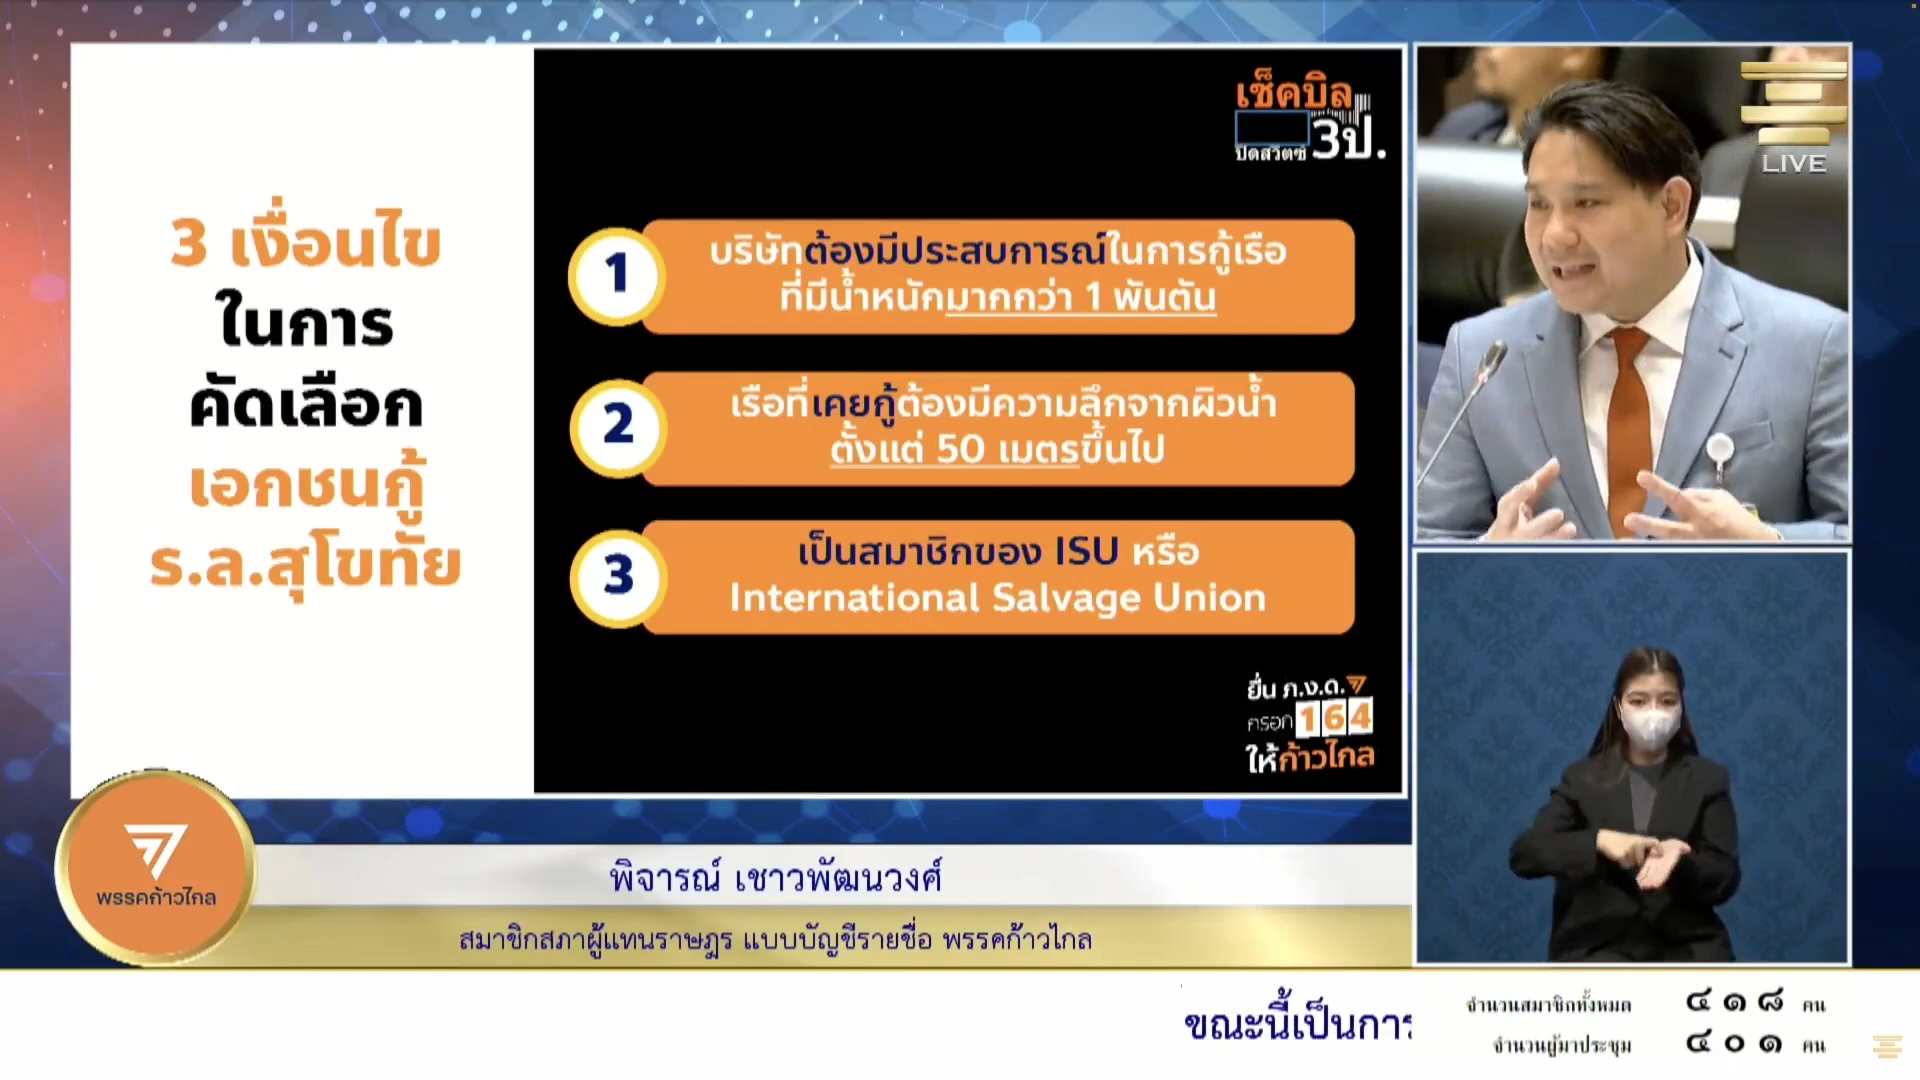 3 เงื่อนไข
ในการ
คัดเลือก
เอกชนกู้
ร.ล.สุโขทัย
เช็คบิล
ปิดสวิตซ์ 3ป.
1
บริษัทต้องมีประสบการณ์ในการกู้เรือ
ที่มีน้ำหนักมากกว่า 1 พันตัน
2
เรือที่เคยกู้ต้องมีความลึกจากผิวน้ำ
ตั้งแต่ 50 เมตรขึ้นไป
3
เป็นสมาชิกของ ISU หรือ
International Salvage Union
ยื่น ภ.ง.ด.
กรอก 164
ให้ก้าวไกล
LIVE
พรรคก้าวไกล
พิจารณ์ เชาวพัฒนวงศ์
สมาชิกสภาผู้แทนราษฎร แบบบัญชีรายชื่อ พรรคก้าวไกล
ขณะนี้เป็นการ
จำนวนสมาชิกทั้งหมด ๔๑๘ คน
จำนวนผู้มาประชุม ๔๐๑ คน